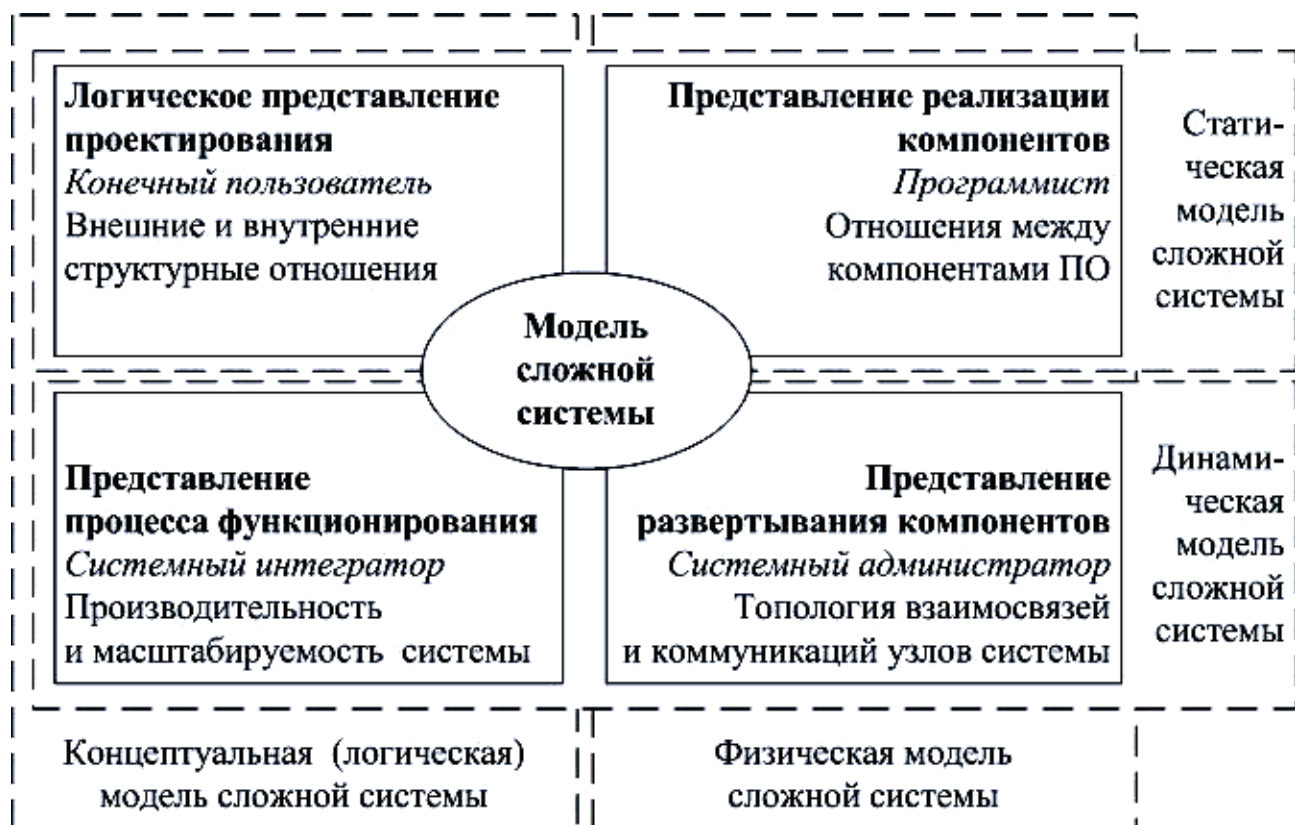 Логическое представление
проектирования
Конечный пользователь
Внешние и внутренние
структурные отношения
Представление реализации
компонентов
Программист
Отношения между
компонентами ПО
Стати-
ческая
модель
сложной
системы
Модель
сложной
системы
Представление
процесса функционирования
Системный интегратор
Производительность
и масштабируемость системы
Представление
развертывания компонентов
Системный администратор
Топология взаимосвязей
и коммуникаций узлов системы
Динами-
ческая
модель
сложной
системы
Концептуальная (логическая)
модель сложной системы
Физическая модель
сложной системы